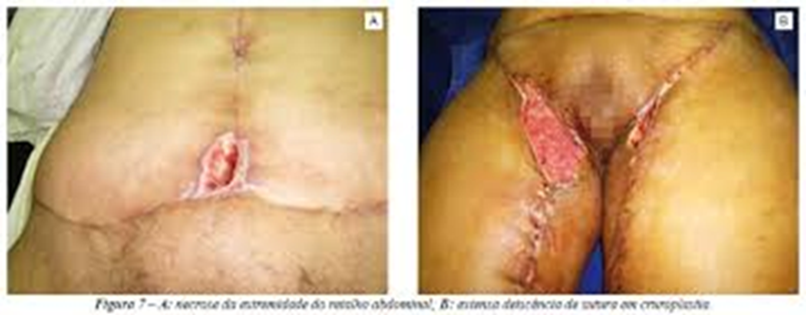 A
B
Figura 7 – A: necrose da extremidade do retalho abdominal; B: extensa deiscência de sutura em cruroplastia.